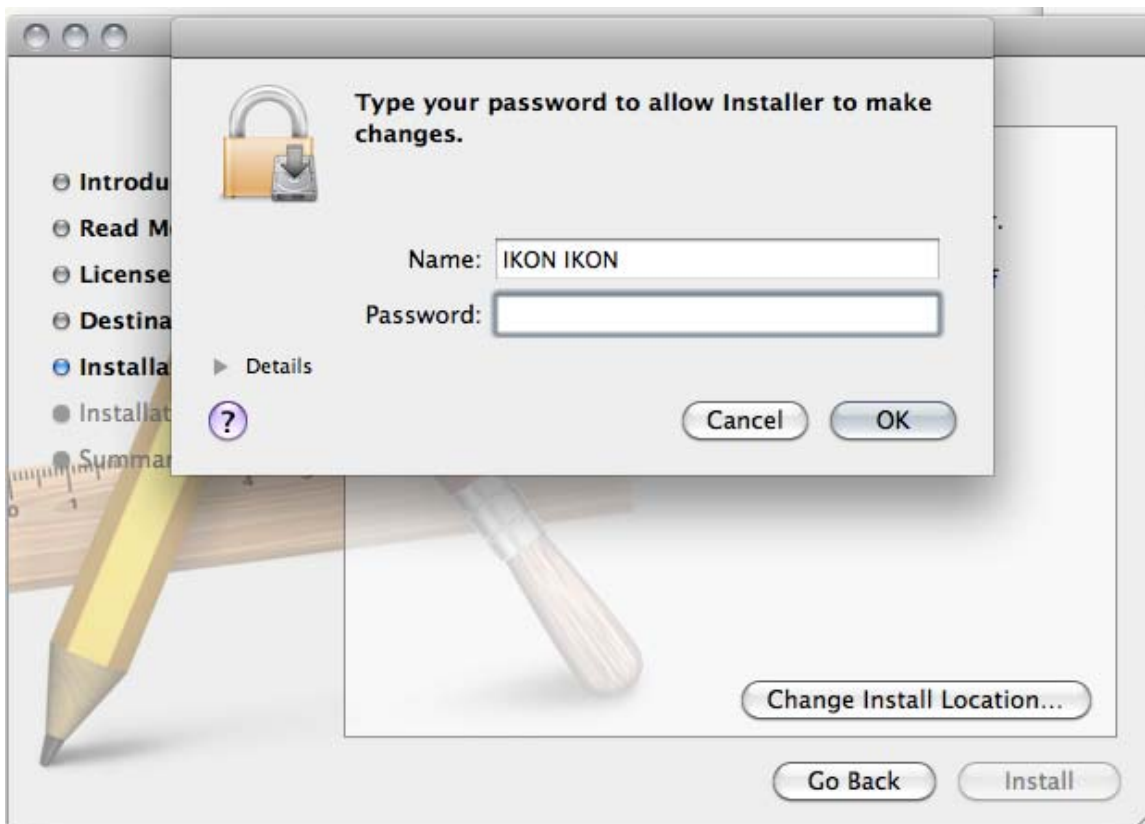 Type your password to allow Installer to make
changes.
Name: IKON IKON
Password:
Details
?
Cancel
OK
Introdu
Read M
License
Destina
Installa
Installat
Summar
Change Install Location...
Go Back
Install